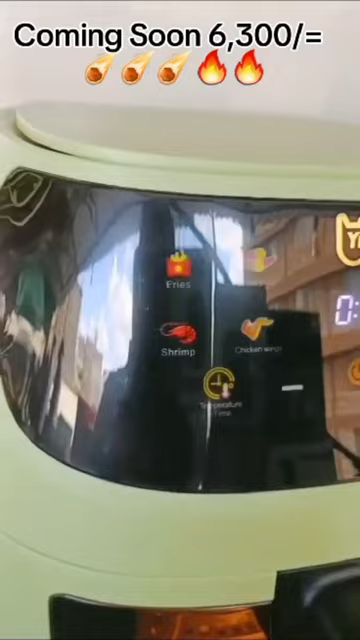 Coming Soon 6,300/=
Fries
Shrimp
Chicken wings
Temperature
Time